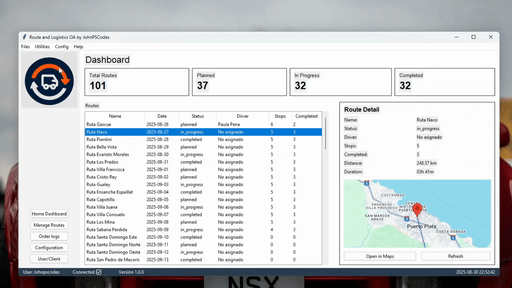 Route and Logistics OA by JohnPSCodes
Files Utilities Config Help
Dashboard
Total Routes
101
Planned
37
In Progress
32
Completed
32
Routes
Name Date Status Driver Stops Completed
Ruta Gazcue 2025-08-26 planned Paula Pena 6 2
Ruta Naco 2025-08-27 in_progress No asignado 5 3
Ruta Piantini 2025-08-28 completed No asignado 5 3
Ruta Bella Vista 2025-08-29 planned No asignado 5 3
Ruta Evaristo Morales 2025-08-30 in_progress No asignado 5 3
Ruta Los Prados 2025-08-31 completed No asignado 5 3
Ruta Villa Francisca 2025-09-01 planned No asignado 5 3
Ruta Cristo Rey 2025-09-02 planned No asignado 5 3
Ruta Gualey 2025-09-03 in_progress No asignado 5 3
Ruta Ensanche Espaillat 2025-09-04 completed No asignado 5 3
Ruta Capotillo 2025-09-05 planned No asignado 5 3
Ruta Villa Juana 2025-09-06 in_progress No asignado 5 3
Ruta Villa Consuelo 2025-09-07 completed No asignado 5 3
Ruta Los Mina 2025-09-08 planned No asignado 5 3
Ruta Sabana Perdida 2025-09-09 in_progress No asignado 4 3
Ruta Santo Domingo Este 2025-09-10 completed No asignado 0 0
Ruta Santo Domingo Norte 2025-09-11 planned No asignado 0 0
Ruta Santo Domingo Oeste 2025-09-12 in_progress No asignado 0 0
Ruta San Pedro de Macoris 2025-09-13 completed No asignado 0 0
Route Detail
Name: Ruta Naco
Status: in_progress
Driver: No asignado
Stops: 5
Completed: 3
Distance: 248.57 km
Duration: 03h 41m
COSTAMBAR
Puerto Plata
Open in Maps
Refresh
Home Dashboard
Manage Routes
Order logs
Configuration
User/Client
User: Johnpscodes Connected Version 1.0.0
2025-08-30 22:52:42
NSX